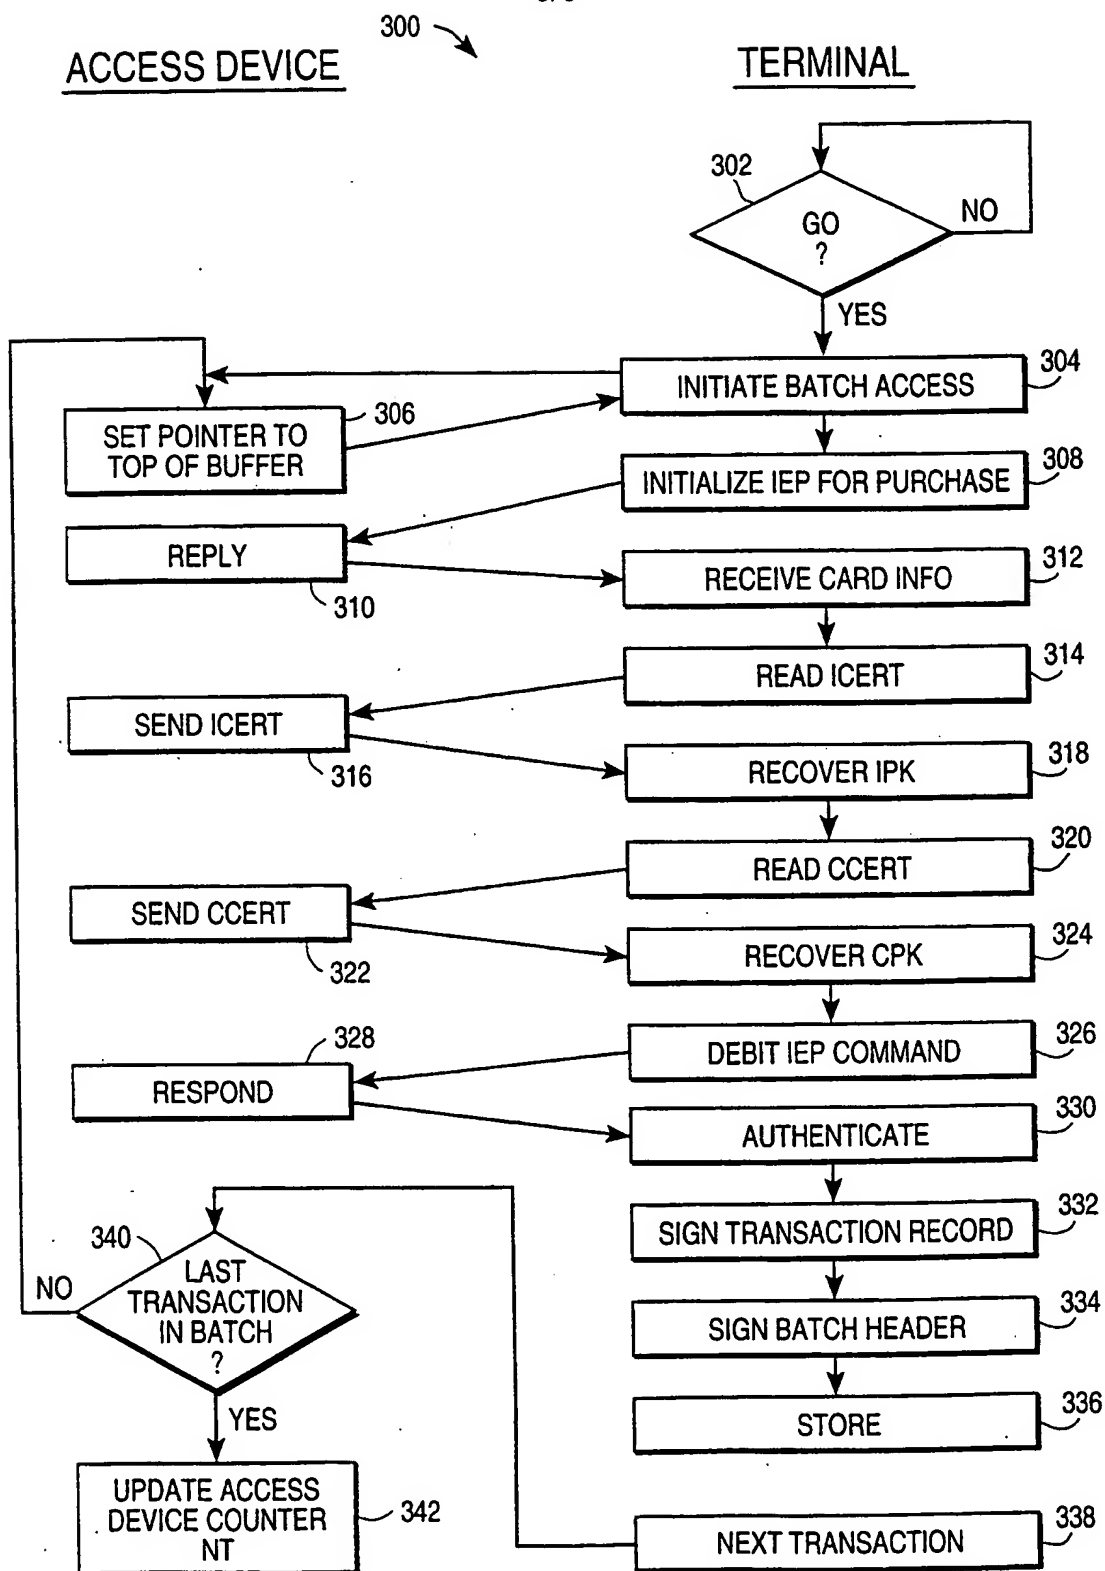 300
ACCESS DEVICE
TERMINAL
302
GO
?
NO
YES
304
INITIATE BATCH ACCESS
306
SET POINTER TO
TOP OF BUFFER
308
INITIALIZE IEP FOR PURCHASE
REPLY
310
312
RECEIVE CARD INFO
314
READ ICERT
SEND ICERT
316
318
RECOVER IPK
320
READ CCERT
SEND CCERT
322
324
RECOVER CPK
326
DEBIT IEP COMMAND
328
RESPOND
330
AUTHENTICATE
332
SIGN TRANSACTION RECORD
334
SIGN BATCH HEADER
336
STORE
340
NO
LAST
TRANSACTION
IN BATCH
?
YES
UPDATE ACCESS
DEVICE COUNTER
NT
342
338
NEXT TRANSACTION